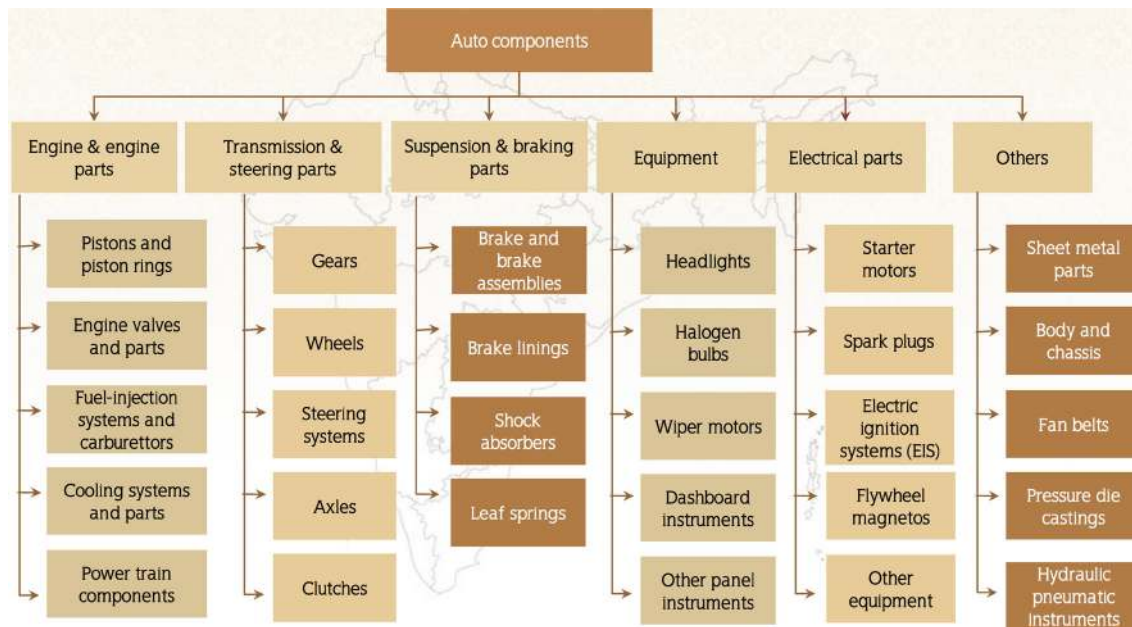 Auto components
Engine & engine
parts
Transmission &
steering parts
Suspension & braking
parts
Equipment
Electrical parts
Others
Pistons and
piston rings
Engine valves
and parts
Fuel-injection
systems and
carburettors
Cooling systems
and parts
Power train
components
Gears
Wheels
Steering
systems
Axles
Clutches
Brake and
brake
assemblies
Brake linings
Shock
absorbers
Leaf springs
Headlights
Halogen
bulbs
Wiper motors
Dashboard
instruments
Other panel
instruments
Starter
motors
Spark plugs
Electric
ignition
systems (EIS)
Flywheel
magnetos
Other
equipment
Sheet metal
parts
Body and
chassis
Fan belts
Pressure die
castings
Hydraulic
pneumatic
instruments